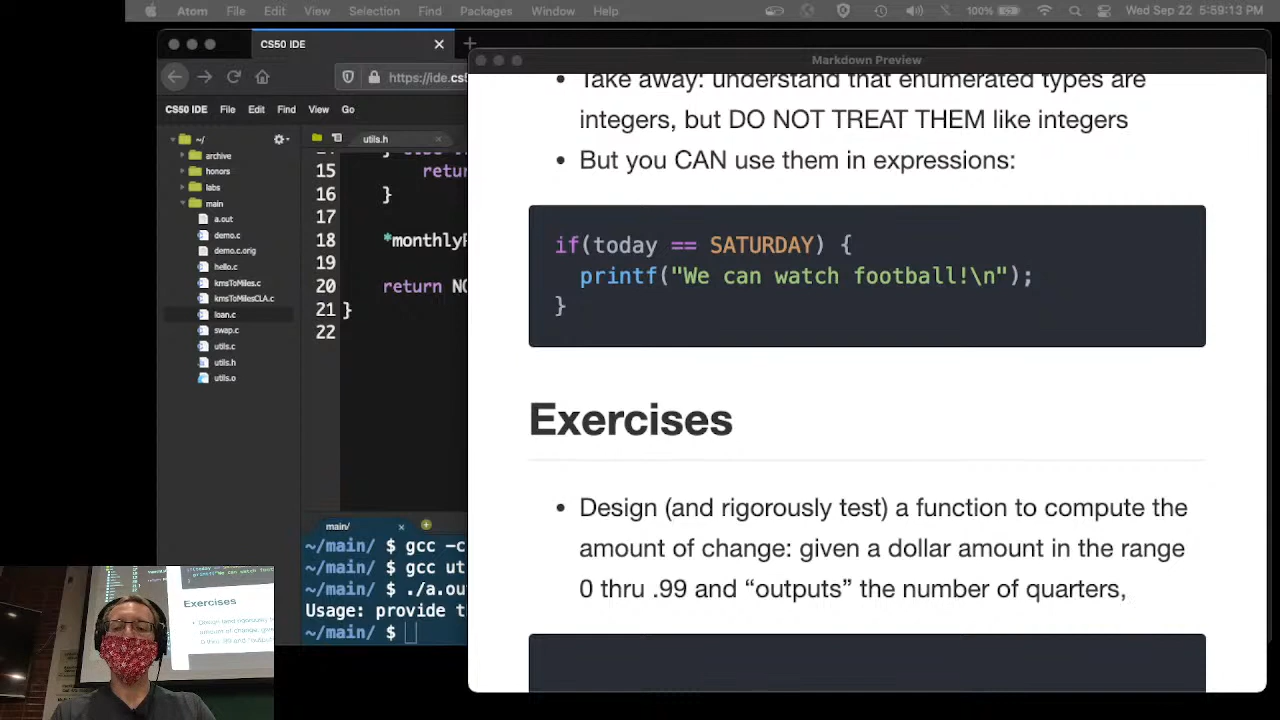 Atom File Edit View Selection Find Packages Window Help 100% Wed Sep 22 5:59:13 PM
CS50 IDE
https://ide.cs5
Markdown Preview
CS50 IDE File Edit Find View Go
~/
archive
honors
labs
main
a.out
demo.c
demo.c.orig
hello.c
kmsToMiles.c
kmsToMilesCLA.c
loan.c
swap.c
utils.c
utils.h
utils.o
utils.h
15 retur
16 }
17
18 *monthlyP
19
20 return NO
21 }
22
main/
~/main/ $ gcc -c
~/main/ $ gcc ut
~/main/ $ ./a.ou
Usage: provide t
~/main/ $
• Take away: understand that enumerated types are
integers, but DO NOT TREAT THEM like integers
• But you CAN use them in expressions:
if(today == SATURDAY) {
printf("We can watch football!\n");
}
Exercises
• Design (and rigorously test) a function to compute the
amount of change: given a dollar amount in the range
0 thru .99 and “outputs” the number of quarters,
Exercises